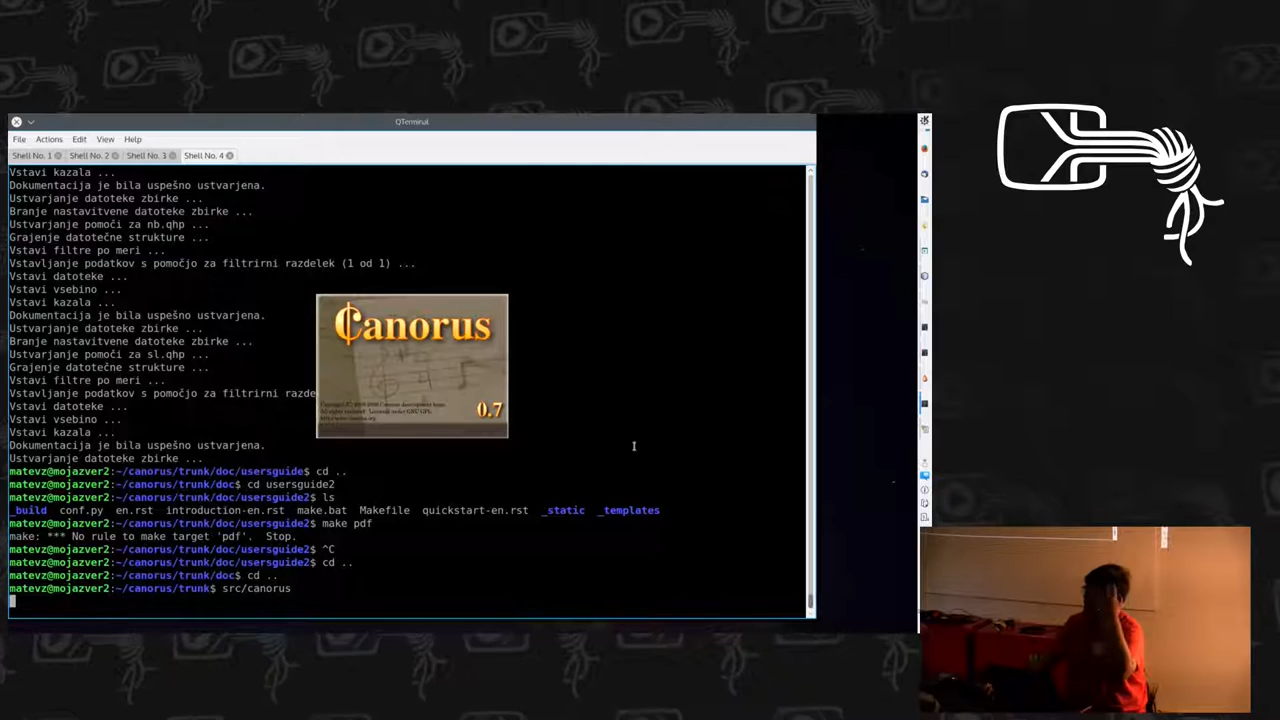 QTerminal
File Actions Edit View Help
Shell No. 1 Shell No. 2 Shell No. 3 Shell No. 4
Vstavi kazala ...
Dokumentacija je bila uspešno ustvarjena.
Ustvarjanje datoteke zbirke ...
Branje nastavitvene datoteke zbirke ...
Ustvarjanje pomoči za nb.qhp ...
Grajenje datotečne strukture ...
Vstavi filtre po meri ...
Vstavljanje podatkov s pomočjo za filtrirni razdelek (1 od 1) ...
Vstavi datoteke ...
Vstavi vsebino ...
Vstavi kazala ...
Dokumentacija je bila uspešno ustvarjena.
Ustvarjanje datoteke zbirke ...
Branje nastavitvene datoteke zbirke ...
Ustvarjanje pomoči za sl.qhp ...
Grajenje datotečne strukture ...
Vstavi filtre po meri ...
Vstavljanje podatkov s pomočjo za filtrirni razde
Vstavi datoteke ...
Vstavi vsebino ...
Vstavi kazala ...
Dokumentacija je bila uspešno ustvarjena.
Ustvarjanje datoteke zbirke ...
Canorus
0.7
matevz@mojazver2:~/canorus/trunk/doc/usersguide$ cd ..
matevz@mojazver2:~/canorus/trunk/doc$ cd usersguide2
matevz@mojazver2:~/canorus/trunk/doc/usersguide2$ ls
_build conf.py en.rst introduction-en.rst make.bat Makefile quickstart-en.rst _static _templates
matevz@mojazver2:~/canorus/trunk/doc/usersguide2$ make pdf
make: *** No rule to make target 'pdf'. Stop.
matevz@mojazver2:~/canorus/trunk/doc/usersguide2$ ^C
matevz@mojazver2:~/canorus/trunk/doc/usersguide2$ cd ..
matevz@mojazver2:~/canorus/trunk/doc$ cd ..
matevz@mojazver2:~/canorus/trunk$ src/canorus